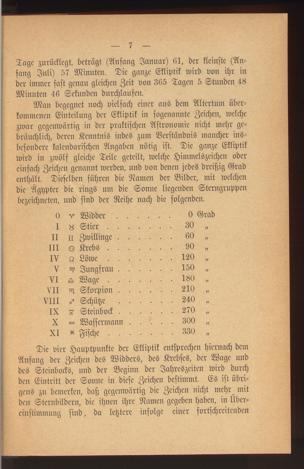 — 7 —
Tage zurücklegt, beträgt (Anfang Januar) 61, der kleinste (An-
fang Juli) 57 Minuten. Die ganze Ekliptik wird von ihr in
der immer fast genau gleichen Zeit von 365 Tagen 5 Stunden 48
Minuten 46 Sekunden durchlaufen.
Man begegnet noch vielfach einer aus dem Altertum über-
kommenen Einteilung der Ekliptik in sogenannte Zeichen, welche
zwar gegenwärtig in der praktischen Astronomie nicht mehr ge-
bräuchlich, deren Kenntnis indes zum Verständnis mancher ins-
besondere kalendarischen Angaben nötig ist. Die ganze Ekliptik
wird in zwölf gleiche Teile geteilt, welche Himmelszeichen oder
einfach Zeichen genannt werden, und von denen jedes dreißig Grad
enthält. Dieselben führen die Namen der Bilder, mit welchen
die Ägypter die rings um die Sonne liegenden Sterngruppen
bezeichneten, und sind der Reihe nach die folgenden.
0 ♈ Widder . . . . . . . 0 Grad
I ♉ Stier . . . . . . . 30 „
II ♊ Zwillinge . . . . . . 60 „
III ♋ Krebs . . . . . . . 90 „
IV ♌ Löwe . . . . . . . 120 „
V ♍ Jungfrau . . . . . . 150 „
VI ♎ Wage . . . . . . . 180 „
VII ♏ Skorpion . . . . . . 210 „
VIII ♐ Schütze . . . . . . 240 „
IX ♑ Steinbock . . . . . . 270 „
X ♒ Wassermann . . . . . 300 „
XI ♓ Fische . . . . . . . 330 „
Die vier Hauptpunkte der Ekliptik entsprechen hiernach dem
Anfang der Zeichen des Widders, des Krebses, der Wage und
des Steinbocks, und der Beginn der Jahreszeiten wird durch
den Eintritt der Sonne in diese Zeichen bestimmt. Es ist übri-
gens zu bemerken, daß gegenwärtig die Zeichen nicht mehr mit
den Sternbildern, die ihnen ihre Namen gegeben haben, in Über-
einstimmung sind, da letztere infolge einer fortschreitenden